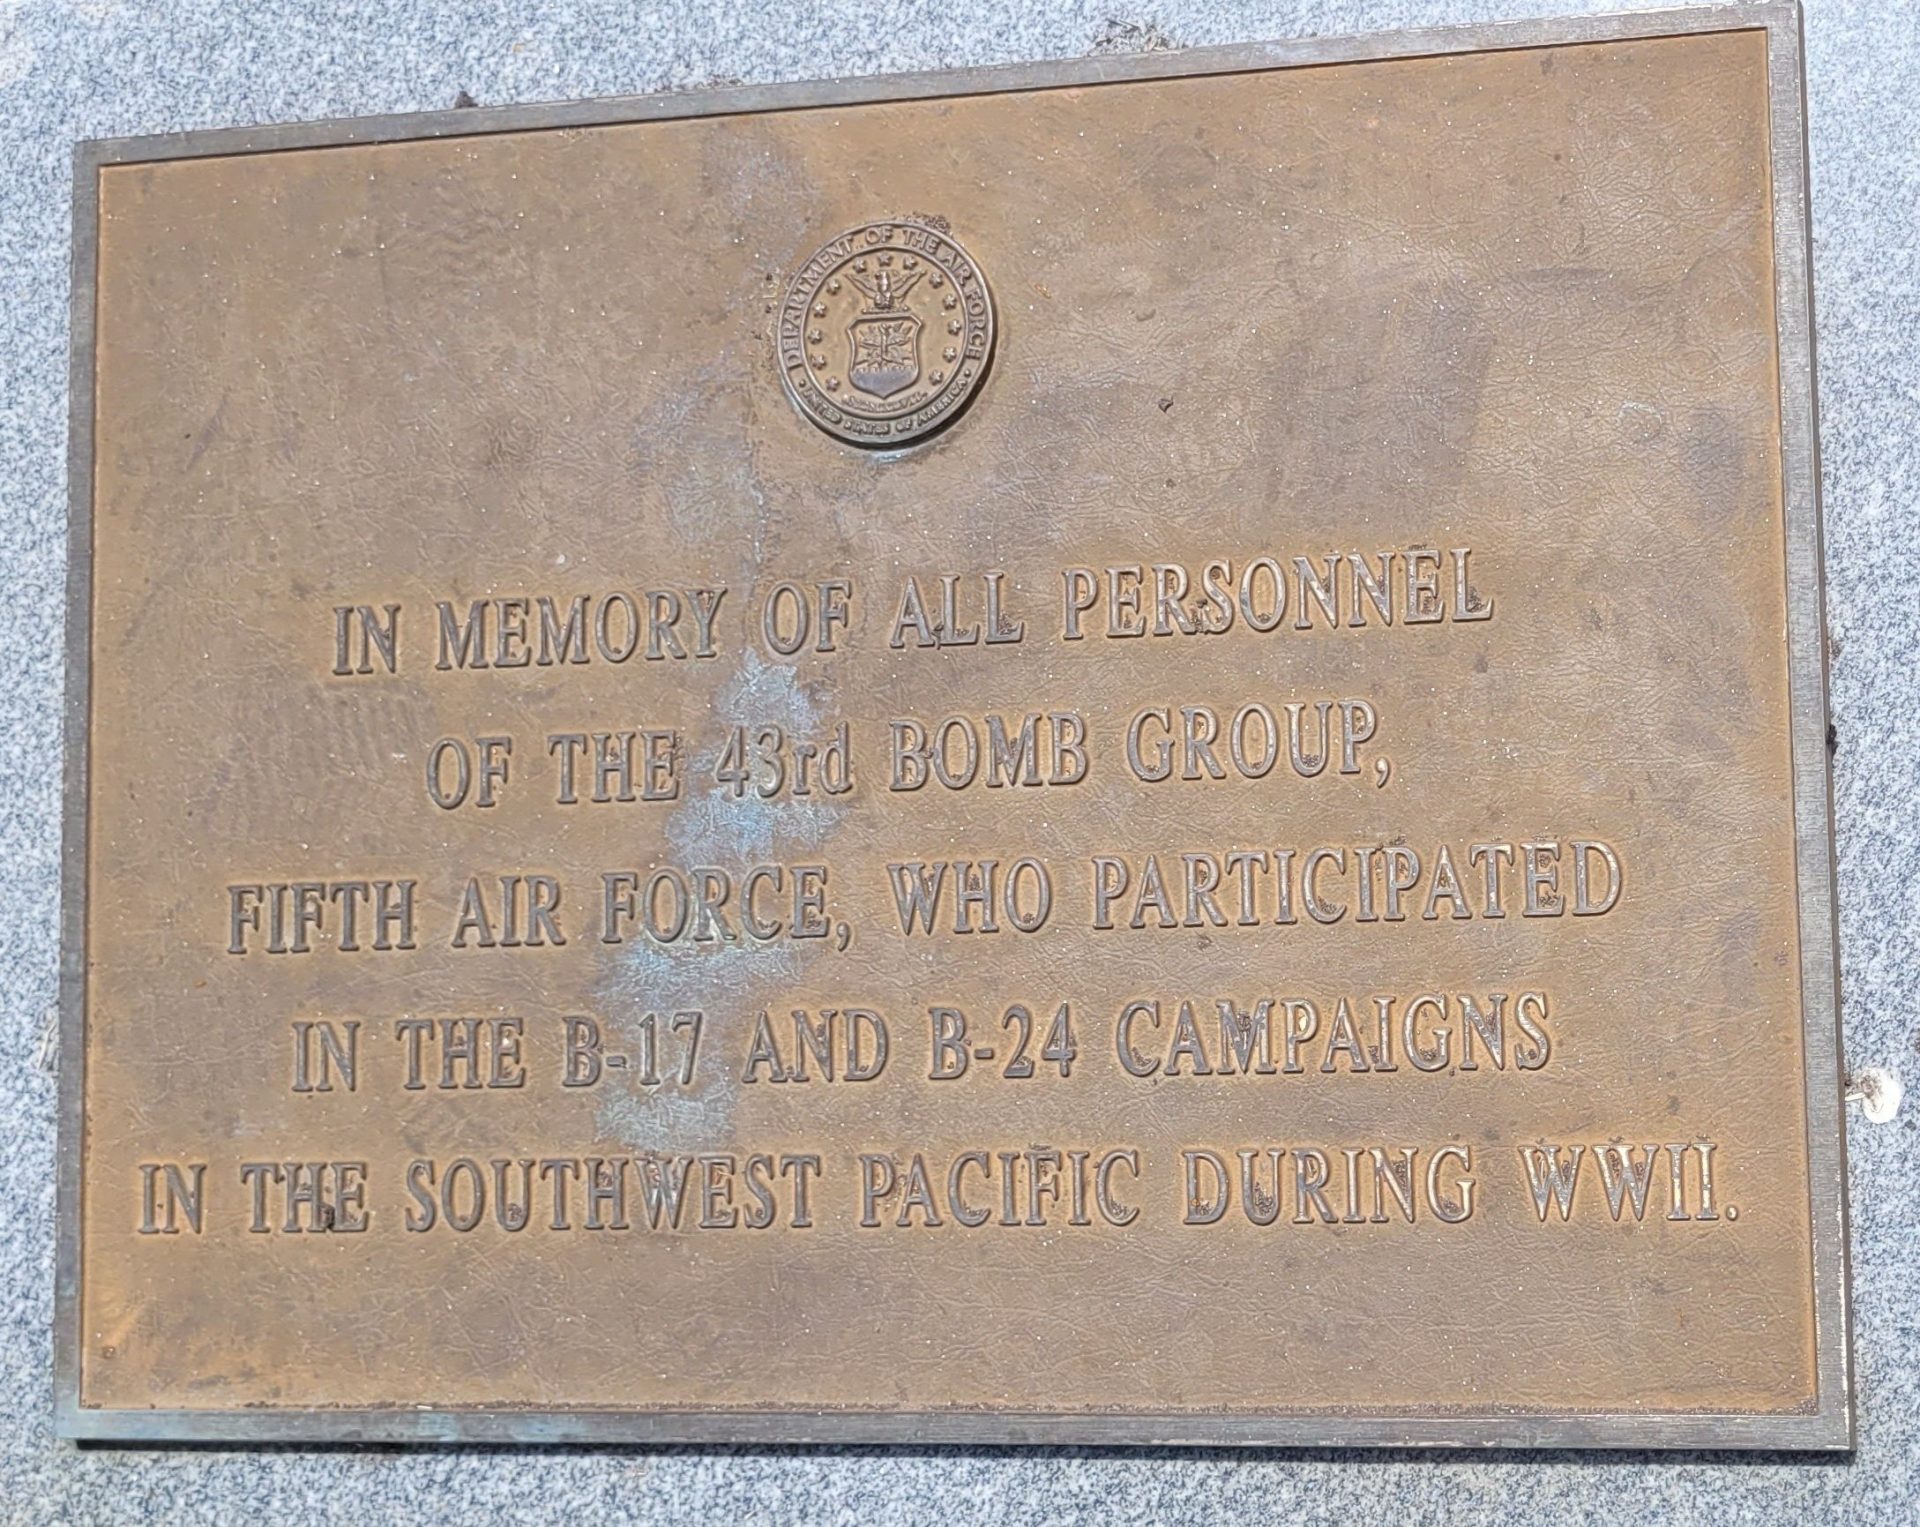 DEPARTMENT OF THE AIR FORCE
UNITED STATES OF AMERICA
IN MEMORY OF ALL PERSONNEL
OF THE 43rd BOMB GROUP,
FIFTH AIR FORCE, WHO PARTICIPATED
IN THE B-17 AND B-24 CAMPAIGNS
IN THE SOUTHWEST PACIFIC DURING WWII.